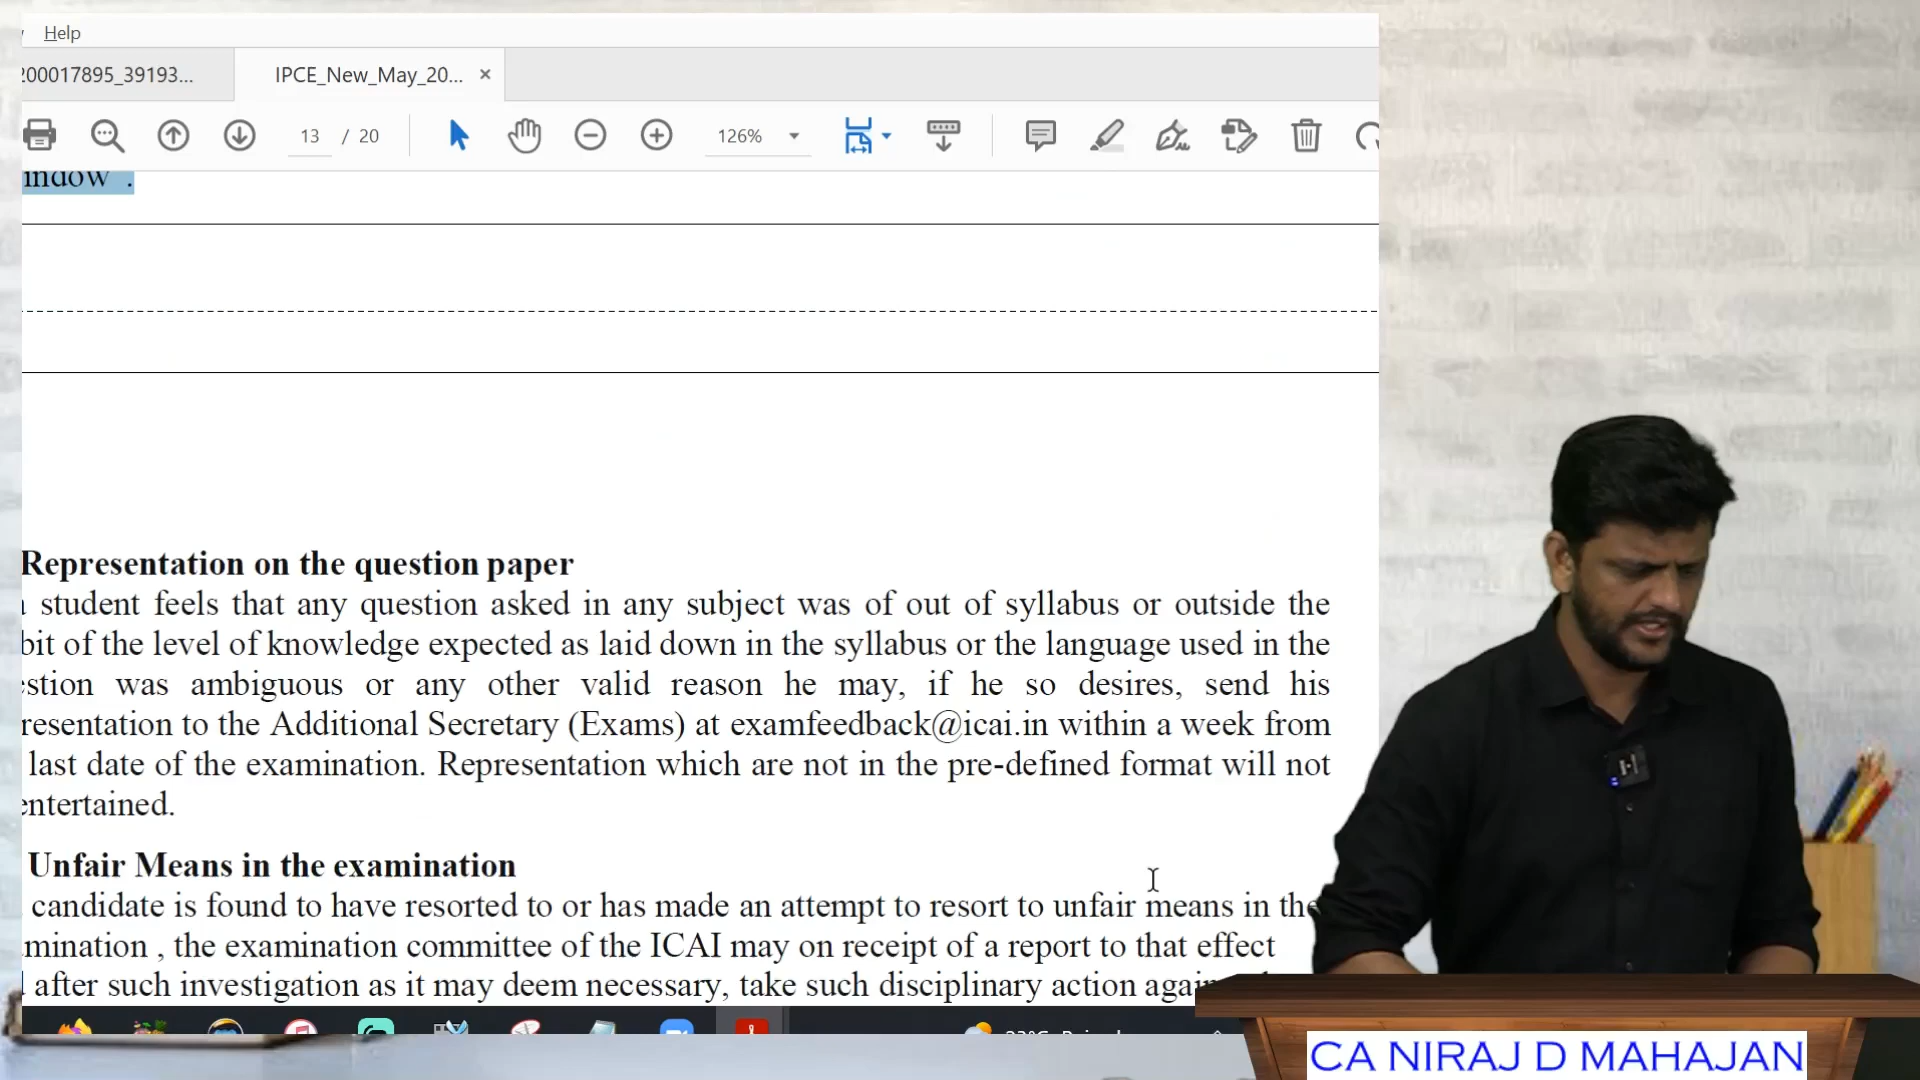 Help
200017895_39193...
IPCE_New_May_20... ×
13 / 20
126%
indow".
Representation on the question paper
student feels that any question asked in any subject was of out of syllabus or outside the
bit of the level of knowledge expected as laid down in the syllabus or the language used in the
estion was ambiguous or any other valid reason he may, if he so desires, send his
resentation to the Additional Secretary (Exams) at examfeedback@icai.in within a week from
last date of the examination. Representation which are not in the pre-defined format will not
entertained.
Unfair Means in the examination
candidate is found to have resorted to or has made an attempt to resort to unfair means in the
mination , the examination committee of the ICAI may on receipt of a report to that effect
after such investigation as it may deem necessary, take such disciplinary action
CA NIRAJ D MAHAJAN